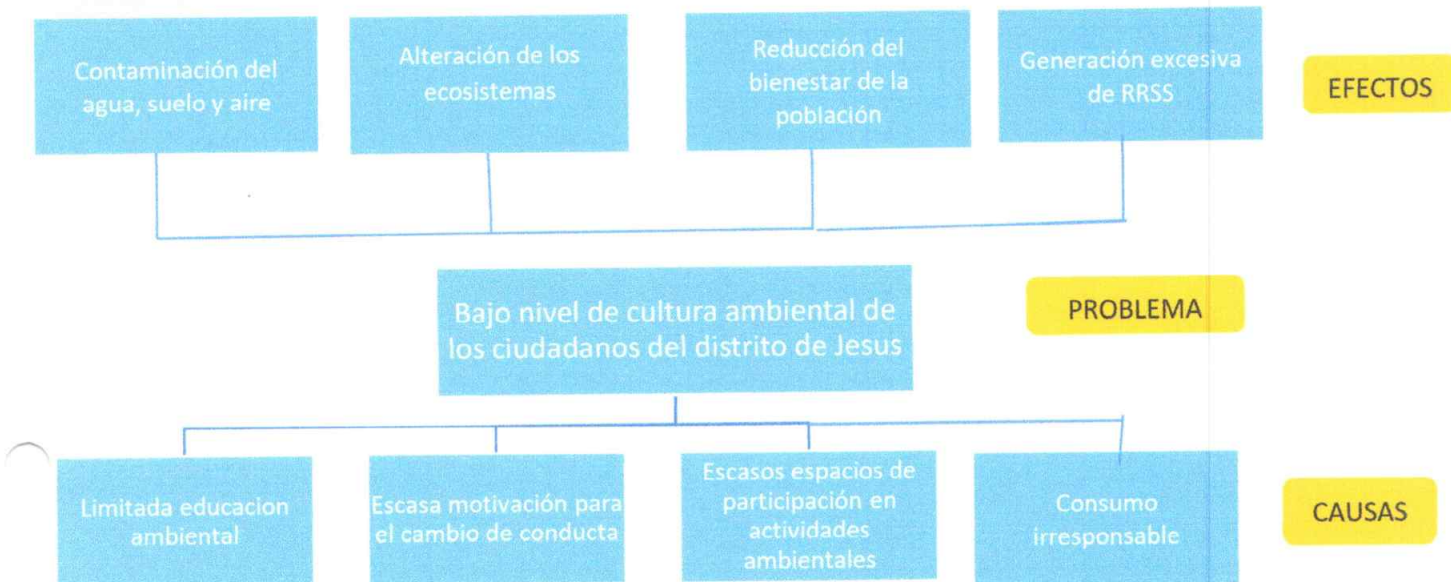 Contaminación del
agua, suelo y aire
Alteración de los
ecosistemas
Reducción del
bienestar de la
población
Generación excesiva
de RRSS
EFECTOS
Bajo nivel de cultura ambiental de
los ciudadanos del distrito de Jesus
PROBLEMA
Limitada educacion
ambiental
Escasa motivación para
el cambio de conducta
Escasos espacios de
participación en
actividades
ambientales
Consumo
irresponsable
CAUSAS